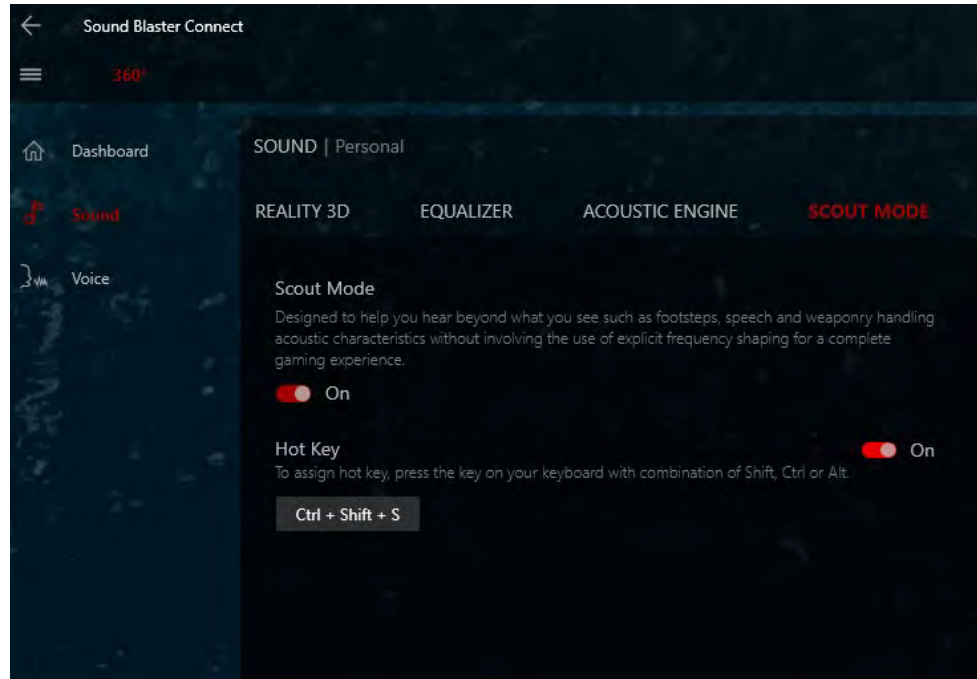 Sound Blaster Connect
360°
Dashboard
Sound
Voice
SOUND | Personal
REALITY 3D EQUALIZER ACOUSTIC ENGINE SCOUT MODE
Scout Mode
Designed to help you hear beyond what you see such as footsteps, speech and weaponry handling
acoustic characteristics without involving the use of explicit frequency shaping for a complete
gaming experience.
On
Hot Key
On
To assign hot key, press the key on your keyboard with combination of Shift, Ctrl or Alt.
Ctrl + Shift + S